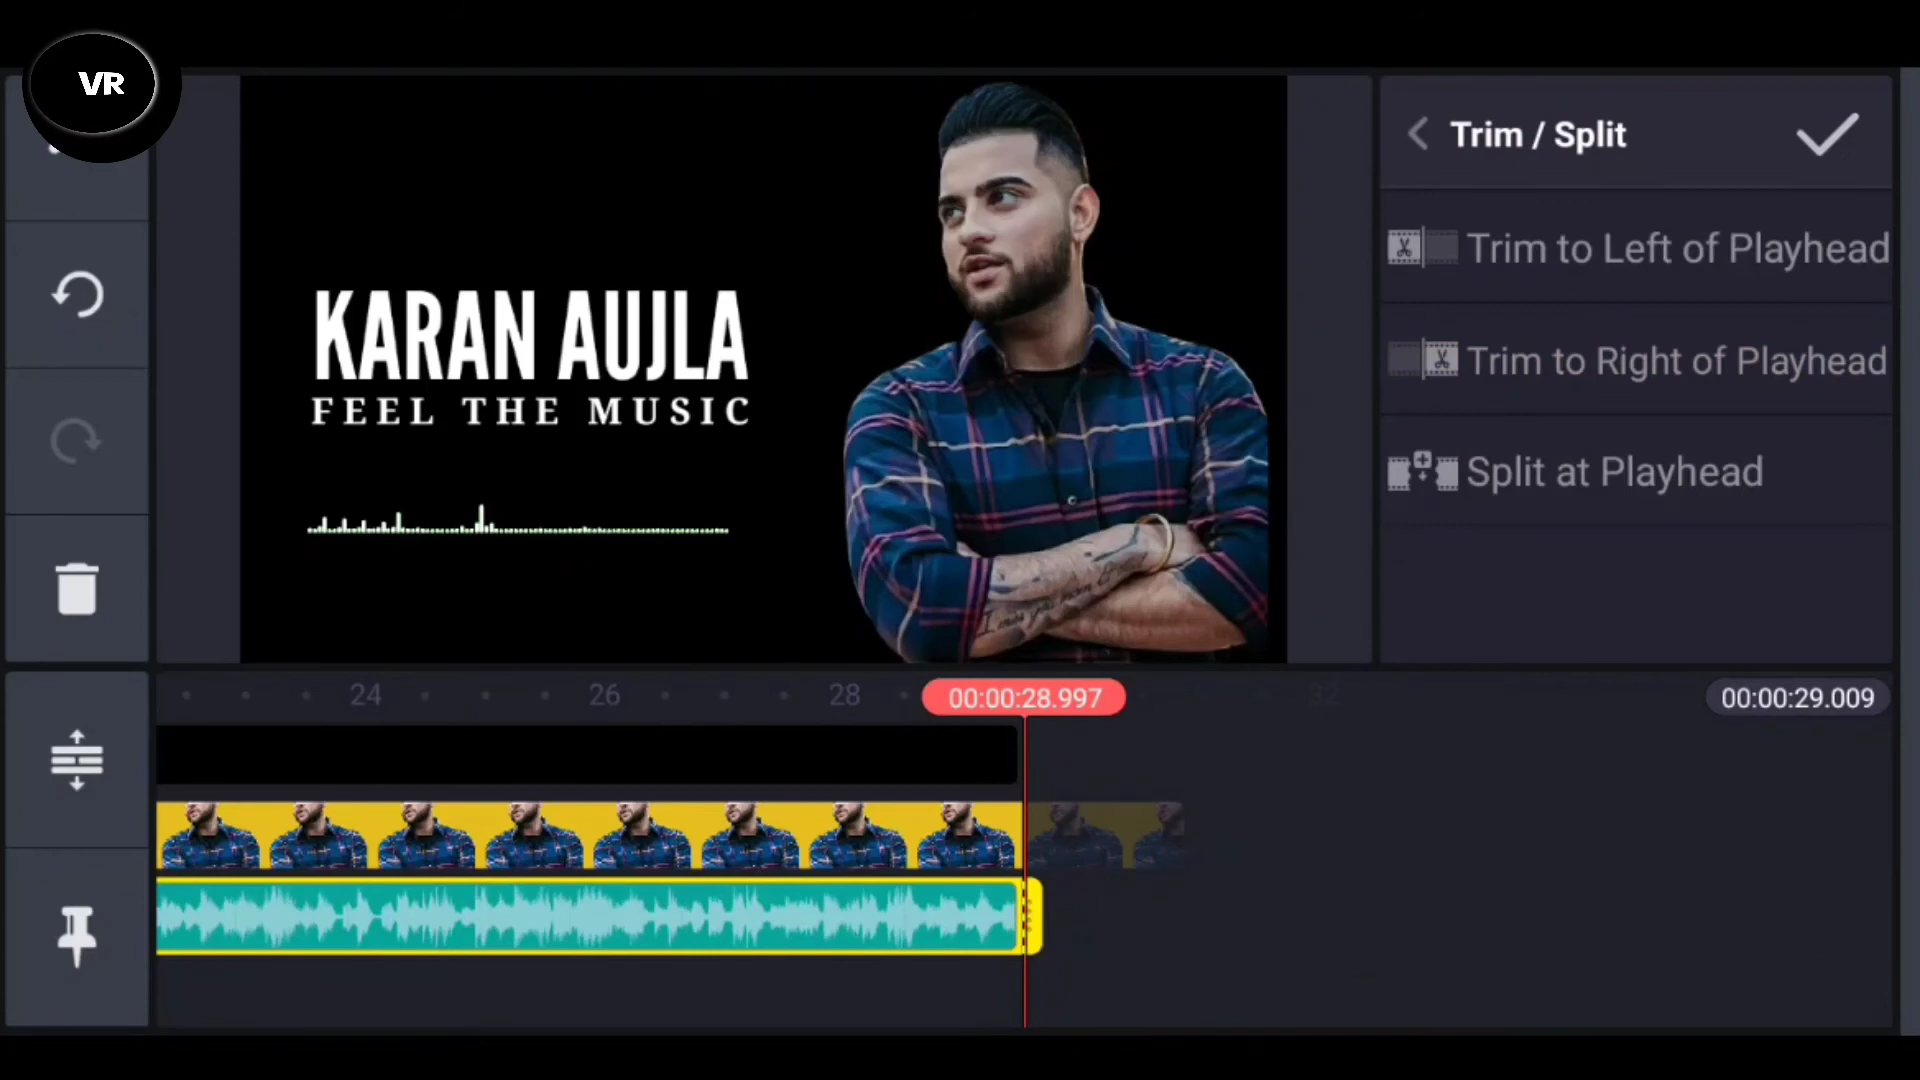 VR
Trim / Split
Trim to Left of Playhead
KARAN AUJLA
FEEL THE MUSIC
Trim to Right of Playhead
Split at Playhead
24
26
28
00:00:28.997
32
00:00:29.009